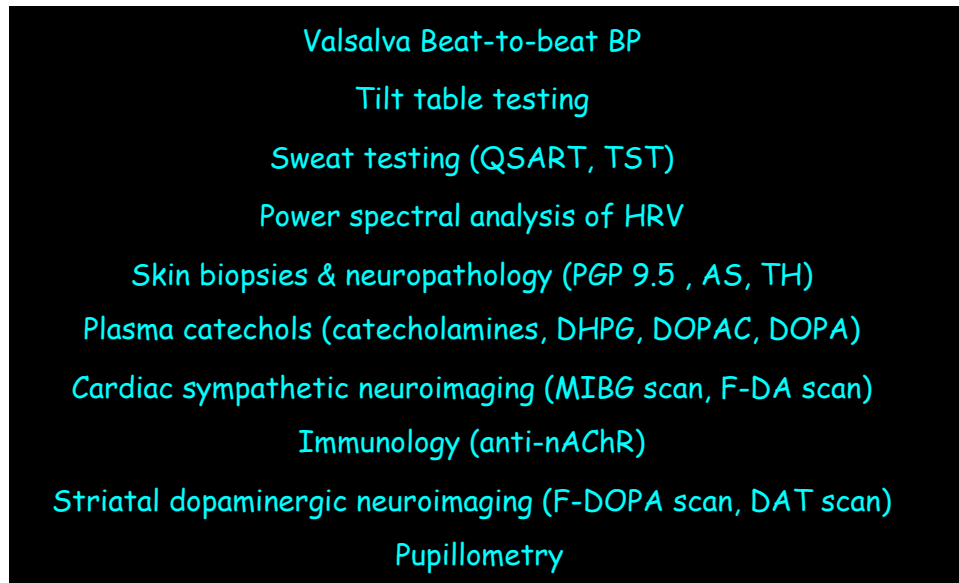 Valsalva Beat-to-beat BP
Tilt table testing
Sweat testing (QSART, TST)
Power spectral analysis of HRV
Skin biopsies & neuropathology (PGP 9.5 , AS, TH)
Plasma catechols (catecholamines, DHPG, DOPAC, DOPA)
Cardiac sympathetic neuroimaging (MIBG scan, F-DA scan)
Immunology (anti-nAChR)
Striatal dopaminergic neuroimaging (F-DOPA scan, DAT scan)
Pupillometry